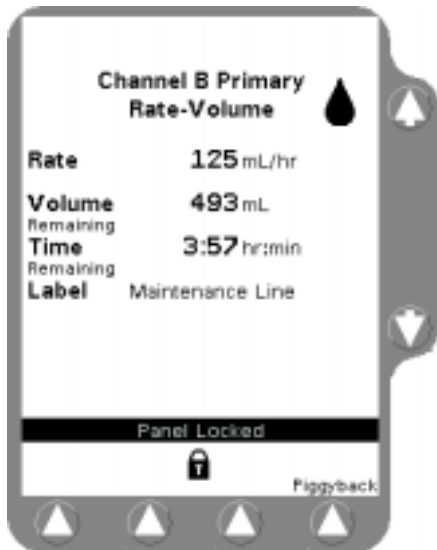 Channel B Primary
Rate-Volume
Rate 125 mL/hr
Volume 493 mL
Remaining
Time 3:57 hr:min
Remaining
Label Maintenance Line
Panel Locked
T
Piggyback